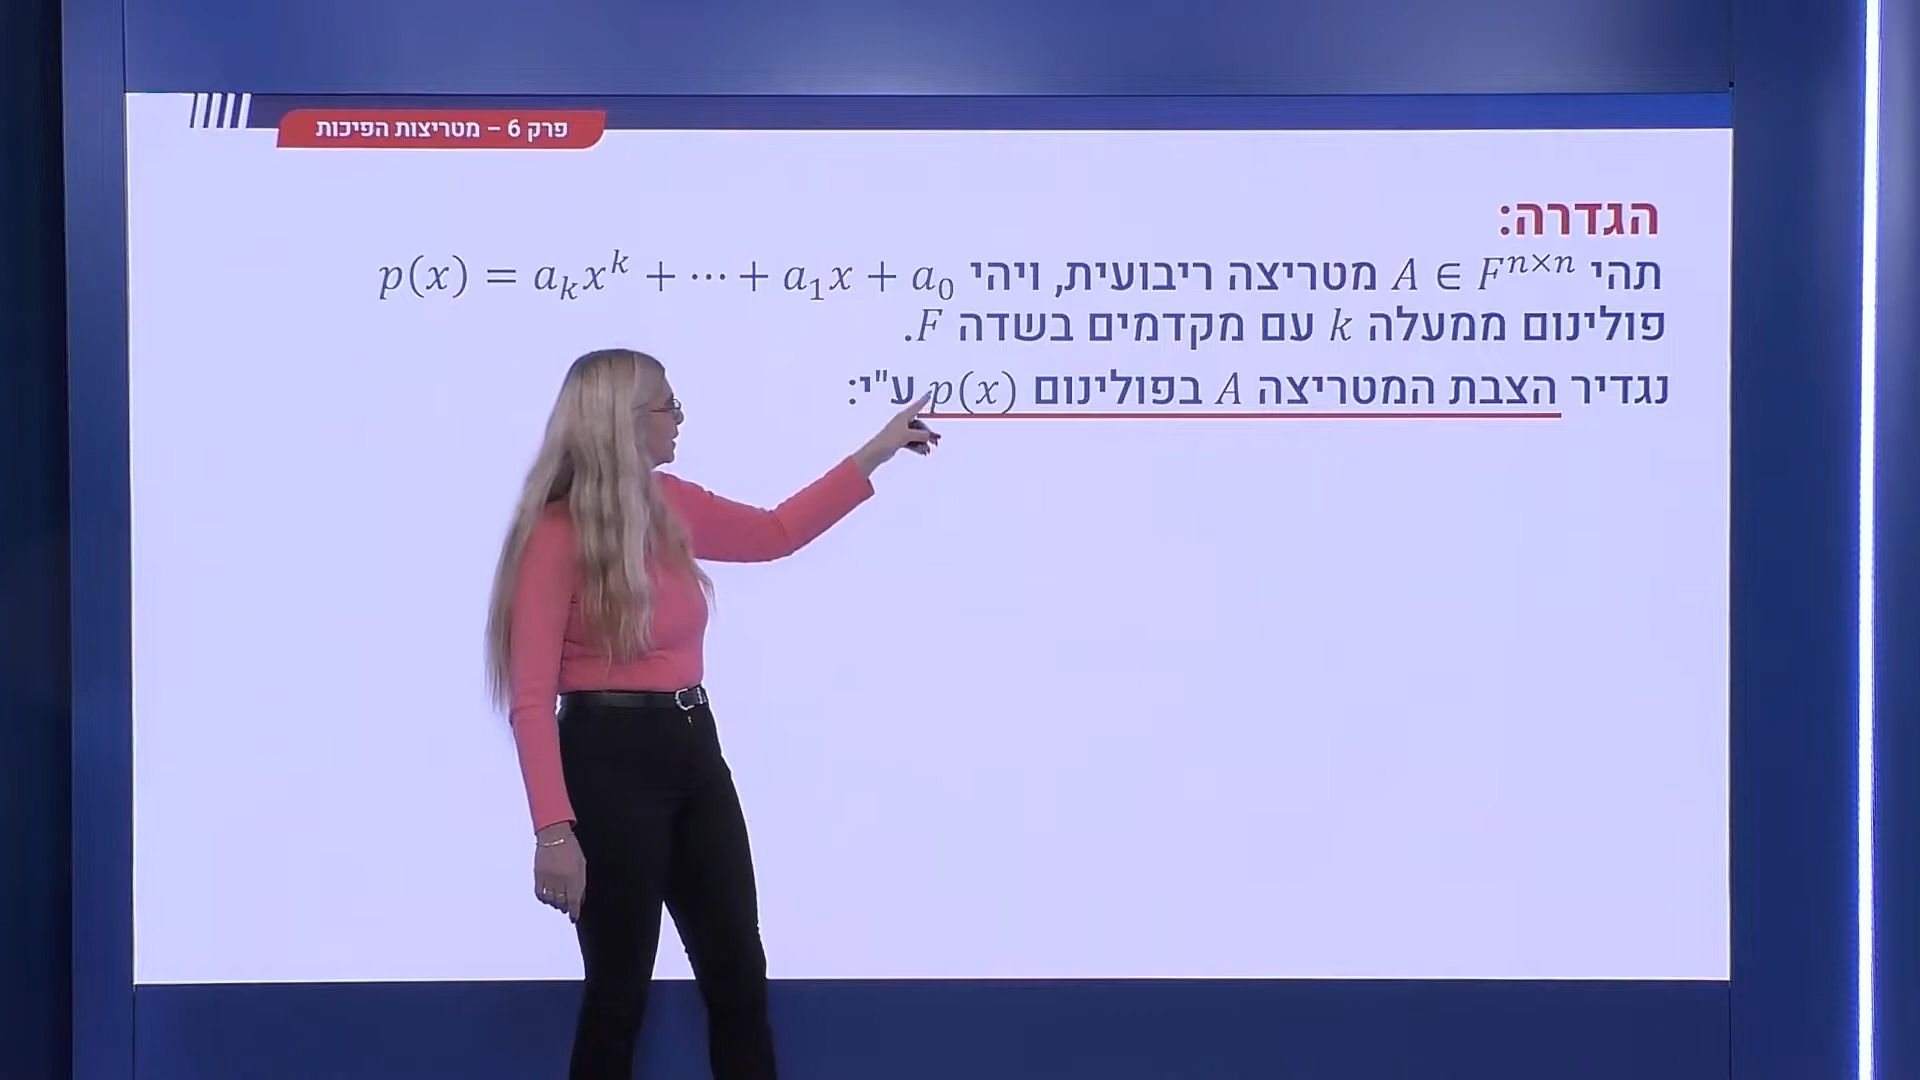 פרק 6 – מטריצות הפיכות
הגדרה:
תהי A ∈ F^{n×n} מטריצה ריבועית, ויהי p(x) = a_k x^k + ⋯ + a_1 x + a_0
פולינום ממעלה k עם מקדמים בשדה F.
נגדיר הצבת המטריצה A בפולינום p(x) ע"י: